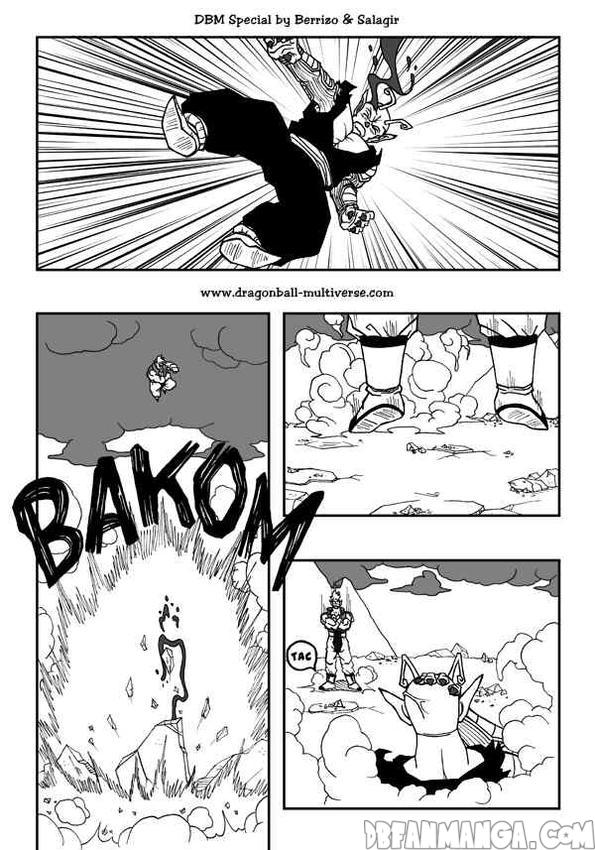 DBM Special by Berrizo & Salagir
www.dragonball-multiverse.com
BAKOM
TAC
DBFANMANGA.COM